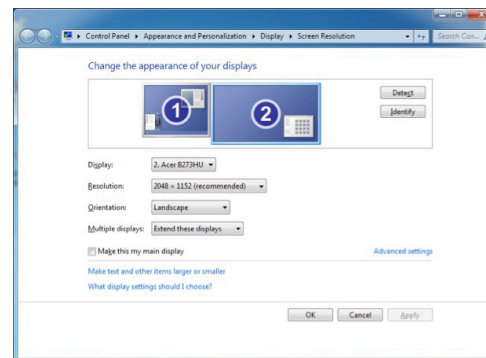 Control Panel ▸ Appearance and Personalization ▸ Display ▸ Screen Resolution
Search Con...
Change the appearance of your displays
1
2
Detect
Identify
Display: 2. Acer B273HU
Resolution: 2048 × 1152 (recommended)
Orientation: Landscape
Multiple displays: Extend these displays
Make this my main display
Advanced settings
Make text and other items larger or smaller
What display settings should I choose?
OK
Cancel
Apply